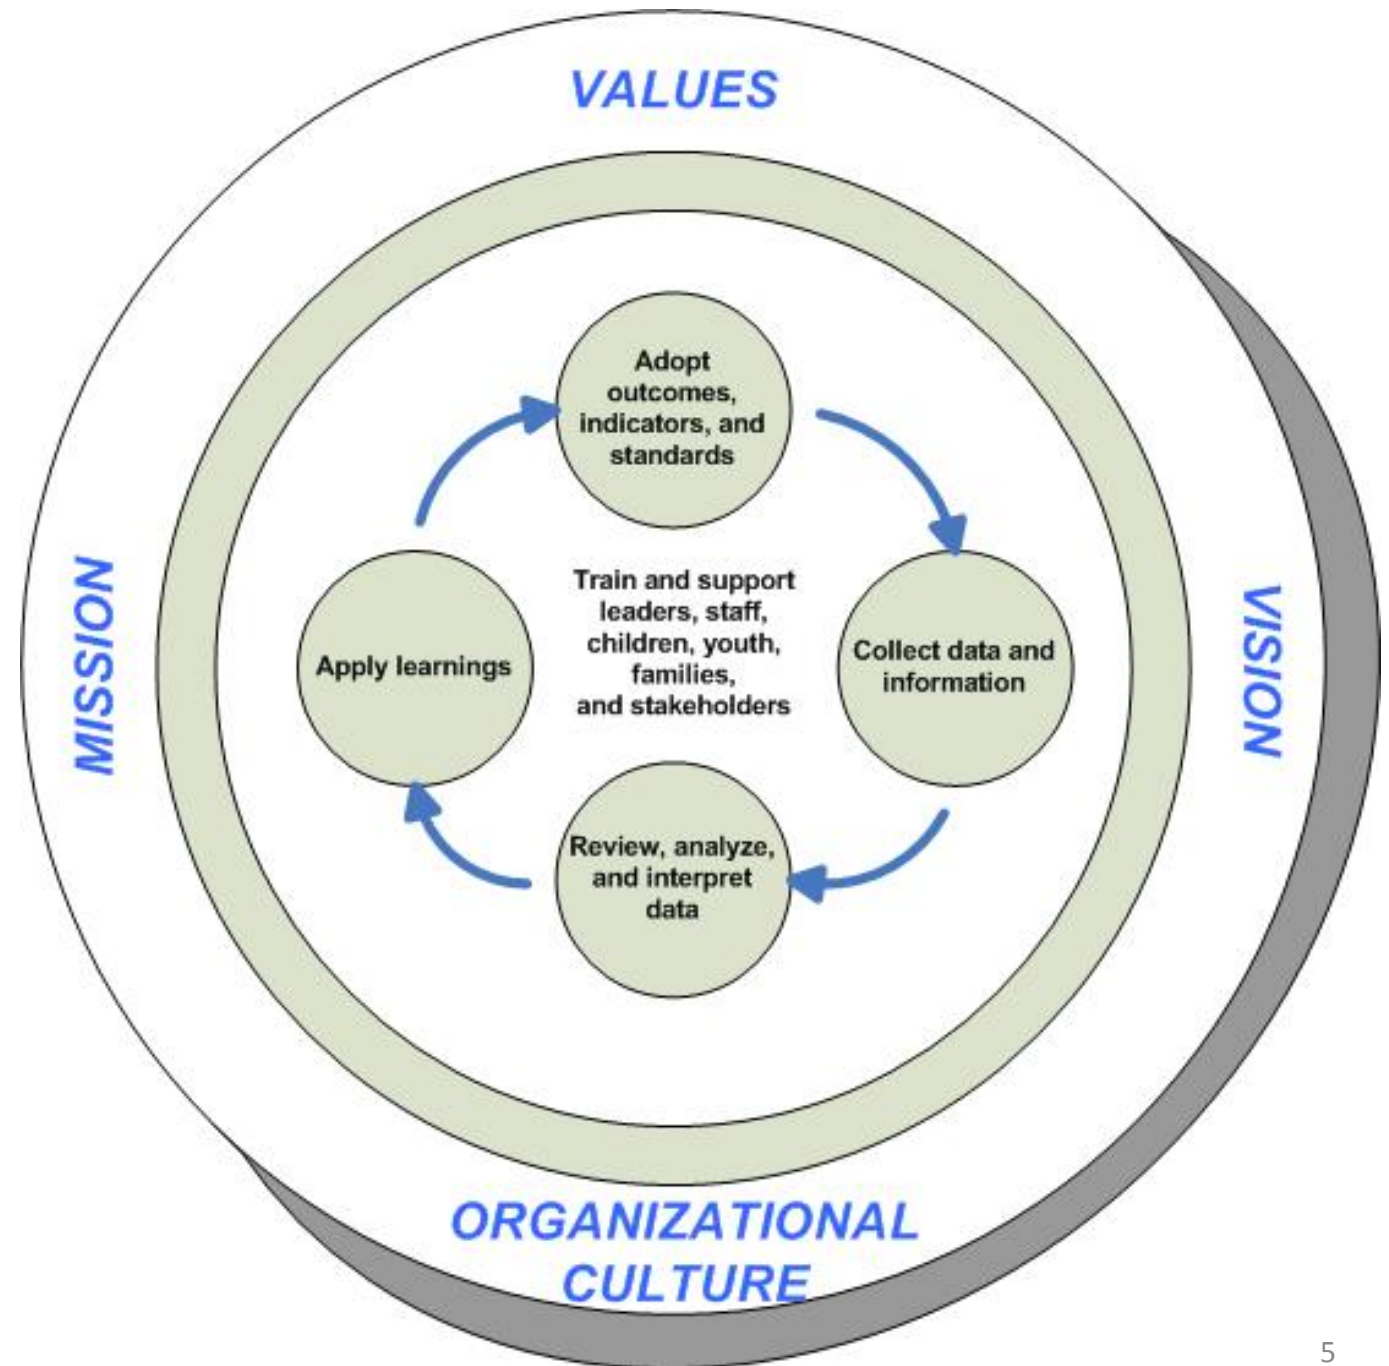 VALUES
Adopt
outcomes,
indicators, and
standards
MISSION
Apply learnings
Train and support
leaders, staff,
children, youth,
families,
and stakeholders
Collect data and
information
VISION
Review, analyze,
and interpret
data
ORGANIZATIONAL
CULTURE
5